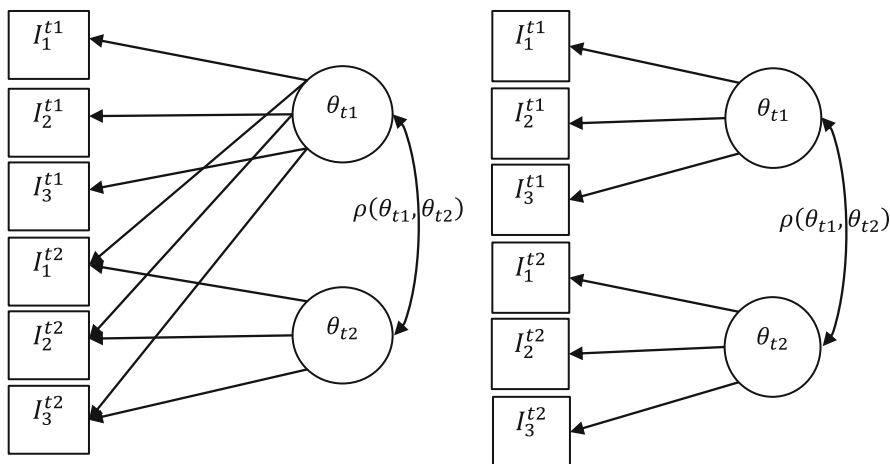 I_1^{t1}
I_2^{t1}
I_3^{t1}
I_1^{t2}
I_2^{t2}
I_3^{t2}
θ_{t1}
ρ(θ_{t1}, θ_{t2})
θ_{t2}
I_1^{t1}
I_2^{t1}
I_3^{t1}
I_1^{t2}
I_2^{t2}
I_3^{t2}
θ_{t1}
ρ(θ_{t1}, θ_{t2})
θ_{t2}